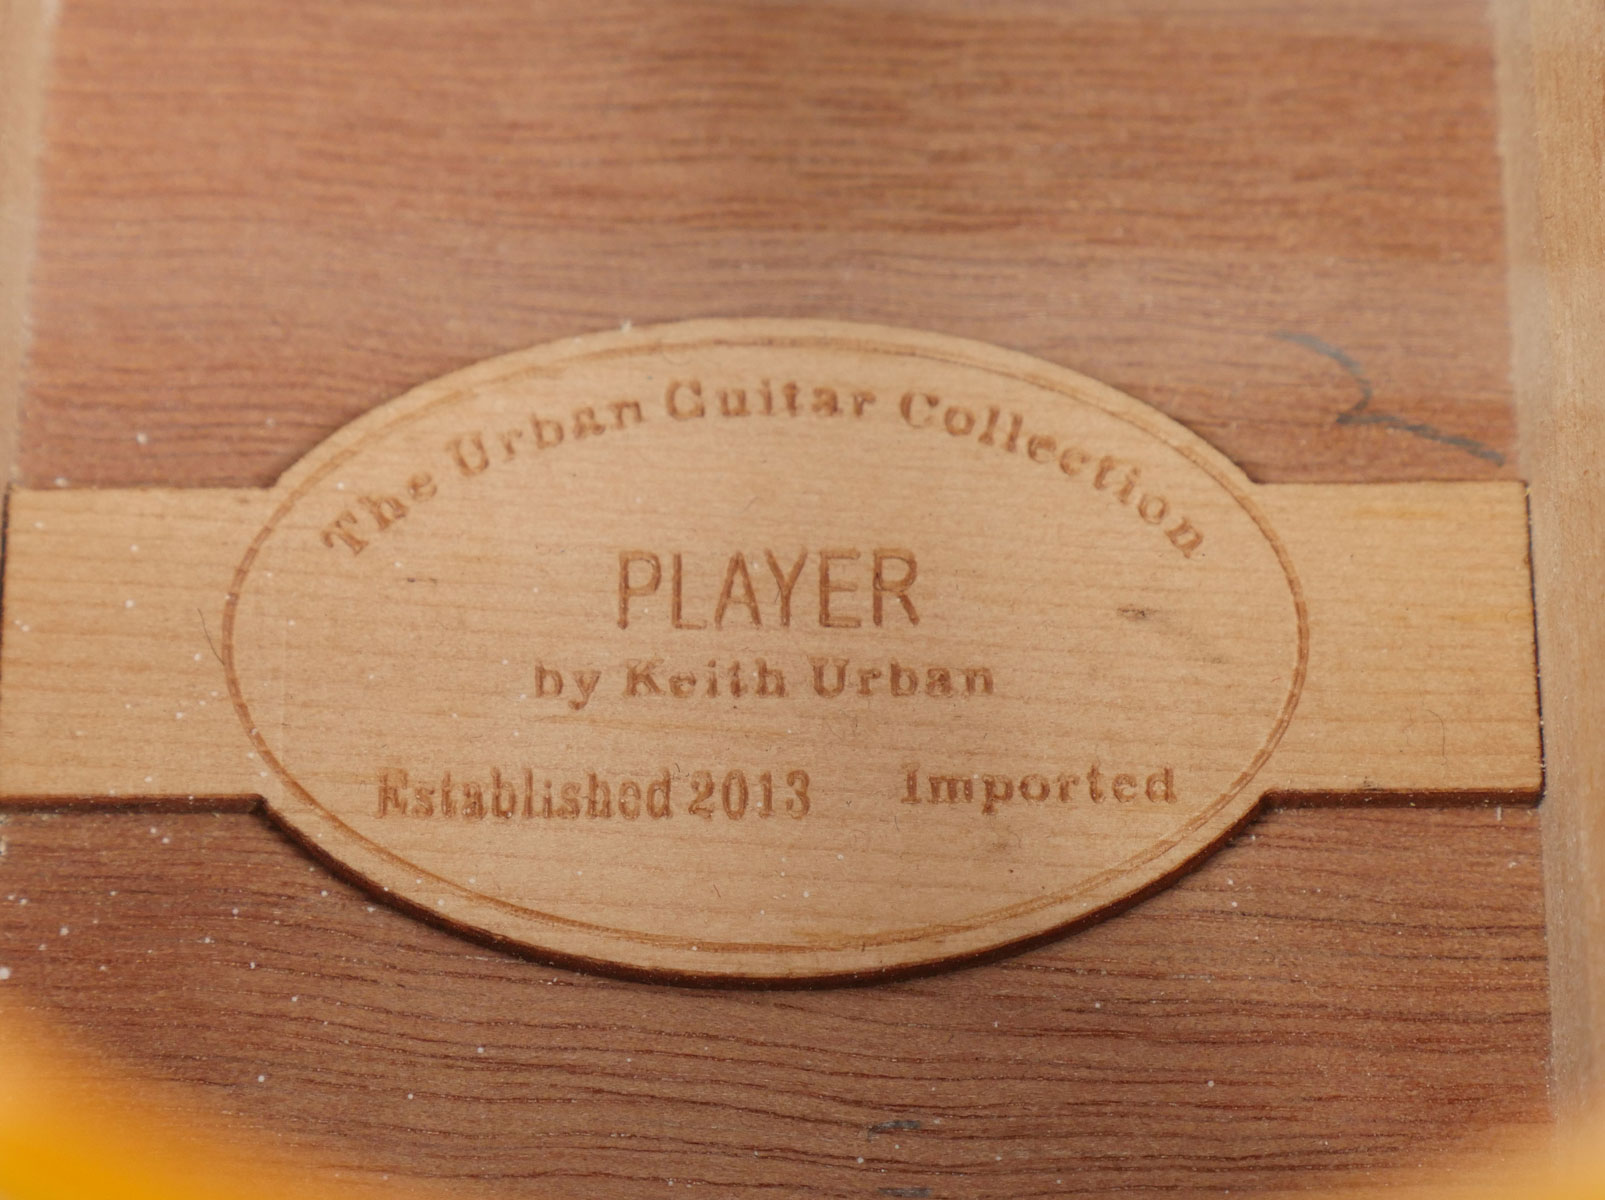 The Urban Guitar Collection
PLAYER
by Keith Urban
Established 2013 Imported